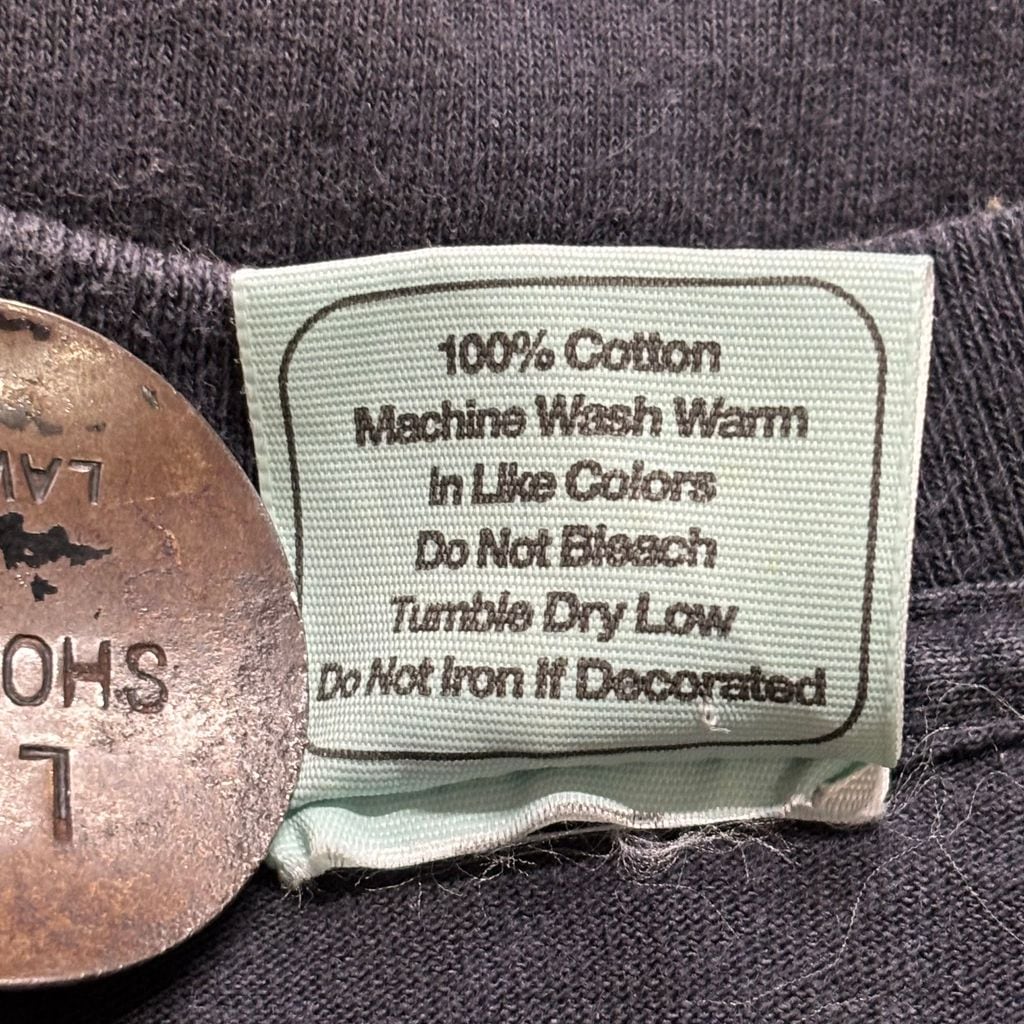 100% Cotton
Machine Wash Warm
In Like Colors
Do Not Bleach
Tumble Dry Low
Do Not Iron If Decorated
SHO
L